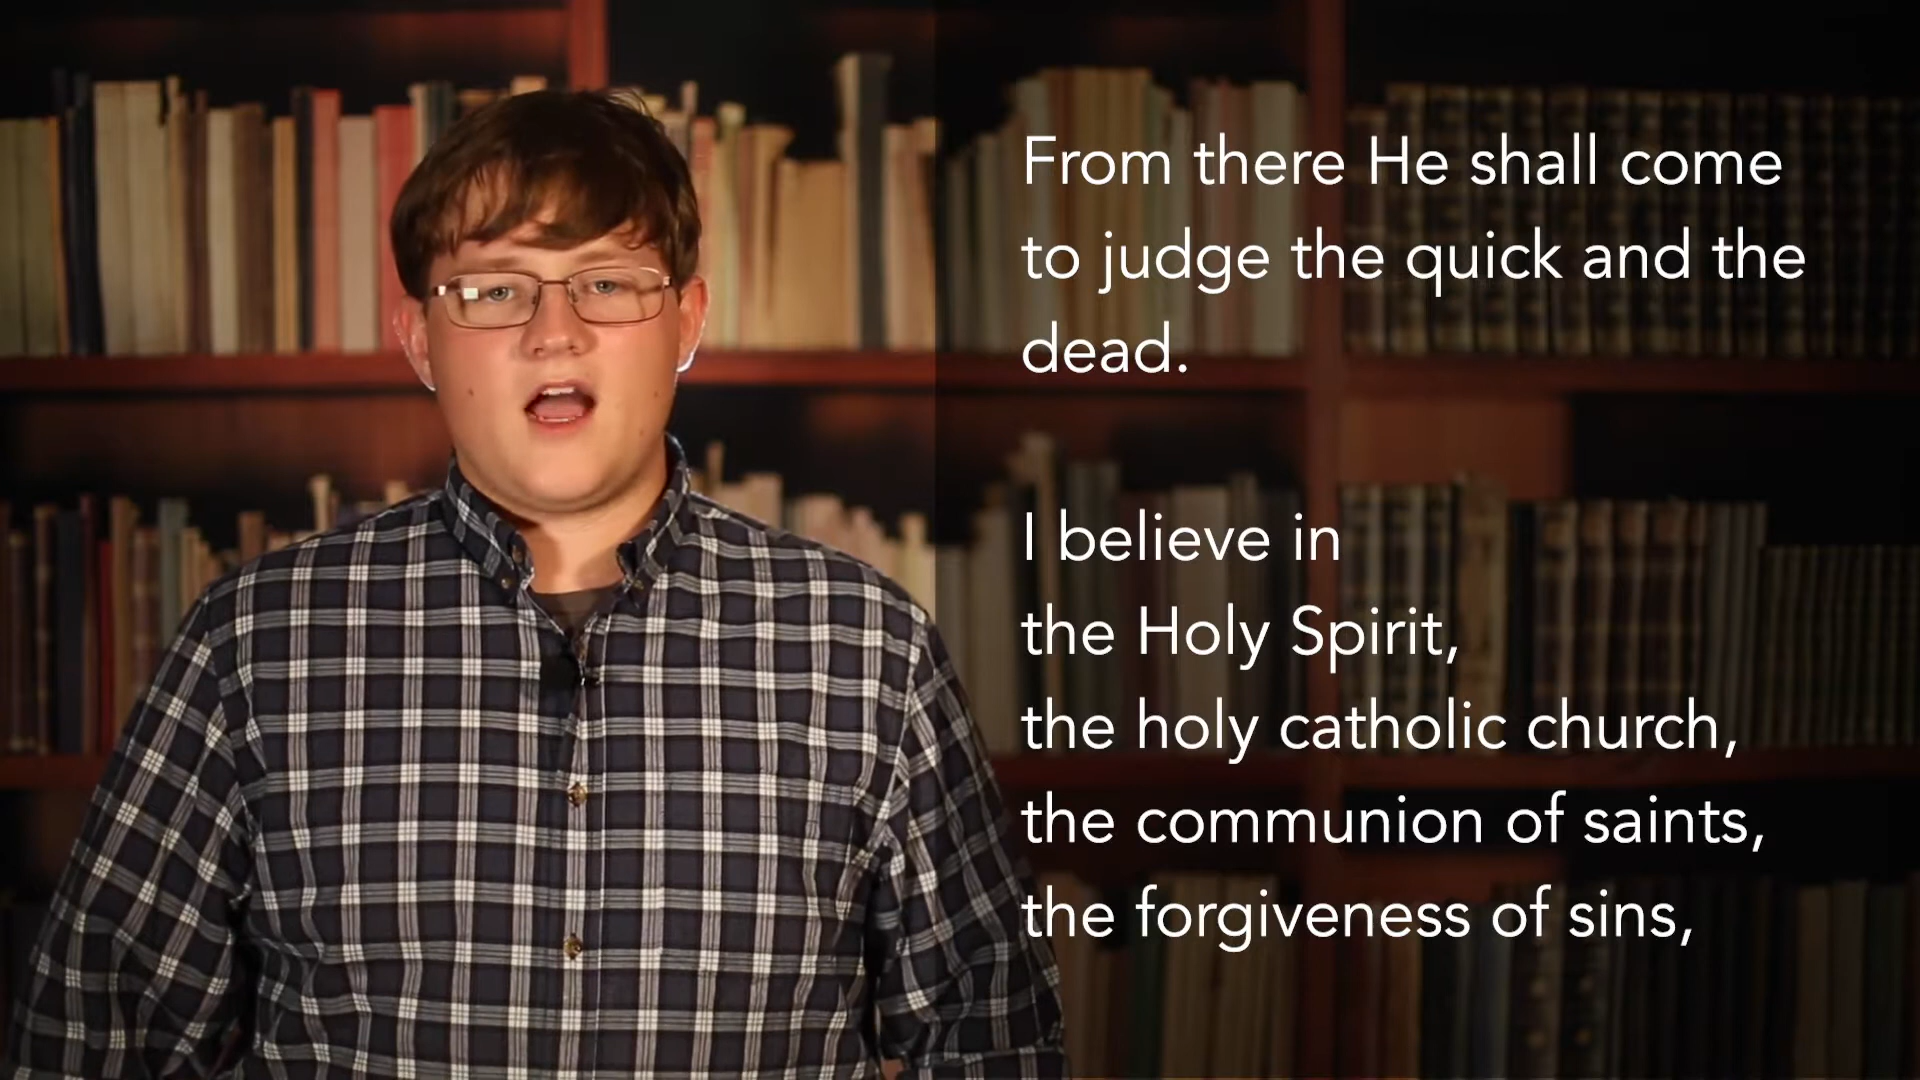 From there He shall come
to judge the quick and the
dead.
I believe in
the Holy Spirit,
the holy catholic church,
the communion of saints,
the forgiveness of sins,